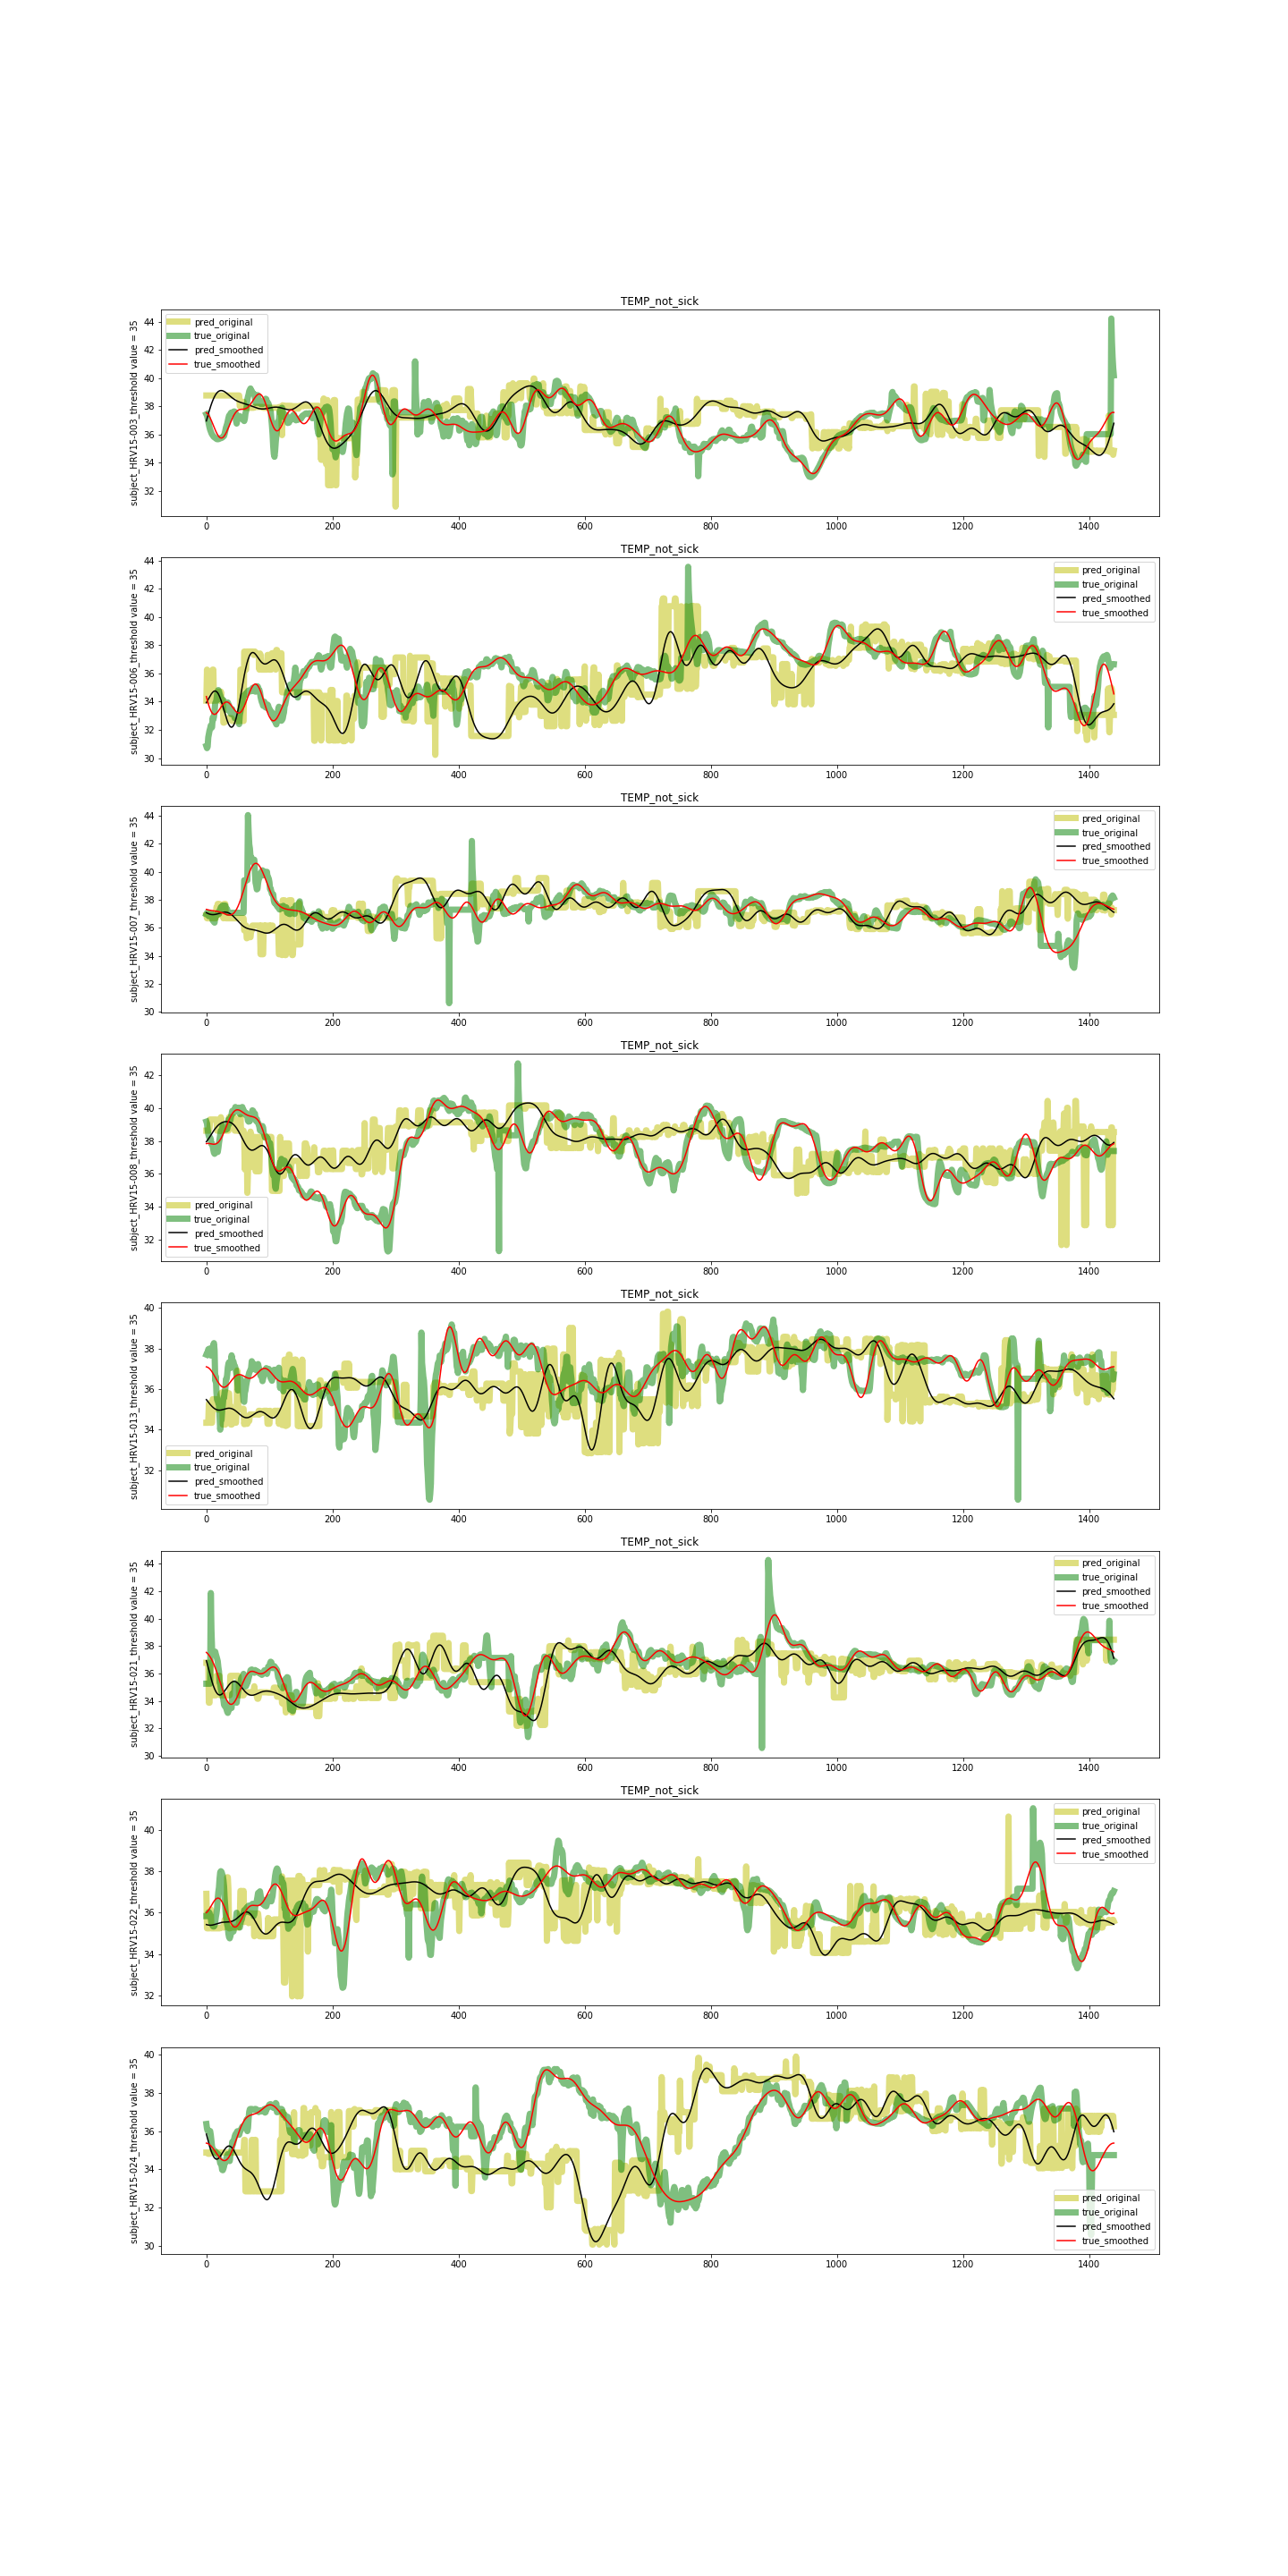 TEMP_not_sick
subject_HRV15-003_threshold value = 35
44
42
40
38
36
34
32
pred_original
true_original
pred_smoothed
true_smoothed
0 200 400 600 800 1000 1200 1400
TEMP_not_sick
subject_HRV15-006_threshold value = 35
44
42
40
38
36
34
32
30
pred_original
true_original
pred_smoothed
true_smoothed
0 200 400 600 800 1000 1200 1400
TEMP_not_sick
subject_HRV15-007_threshold value = 35
44
42
40
38
36
34
32
30
pred_original
true_original
pred_smoothed
true_smoothed
0 200 400 600 800 1000 1200 1400
TEMP_not_sick
subject_HRV15-008_threshold value = 35
42
40
38
36
34
32
pred_original
true_original
pred_smoothed
true_smoothed
0 200 400 600 800 1000 1200 1400
TEMP_not_sick
subject_HRV15-013_threshold value = 35
40
38
36
34
32
pred_original
true_original
pred_smoothed
true_smoothed
0 200 400 600 800 1000 1200 1400
TEMP_not_sick
subject_HRV15-021_threshold value = 35
44
42
40
38
36
34
32
30
pred_original
true_original
pred_smoothed
true_smoothed
0 200 400 600 800 1000 1200 1400
TEMP_not_sick
subject_HRV15-022_threshold value = 35
40
38
36
34
32
pred_original
true_original
pred_smoothed
true_smoothed
0 200 400 600 800 1000 1200 1400
subject_HRV15-024_threshold value = 35
40
38
36
34
32
30
pred_original
true_original
pred_smoothed
true_smoothed
0 200 400 600 800 1000 1200 1400